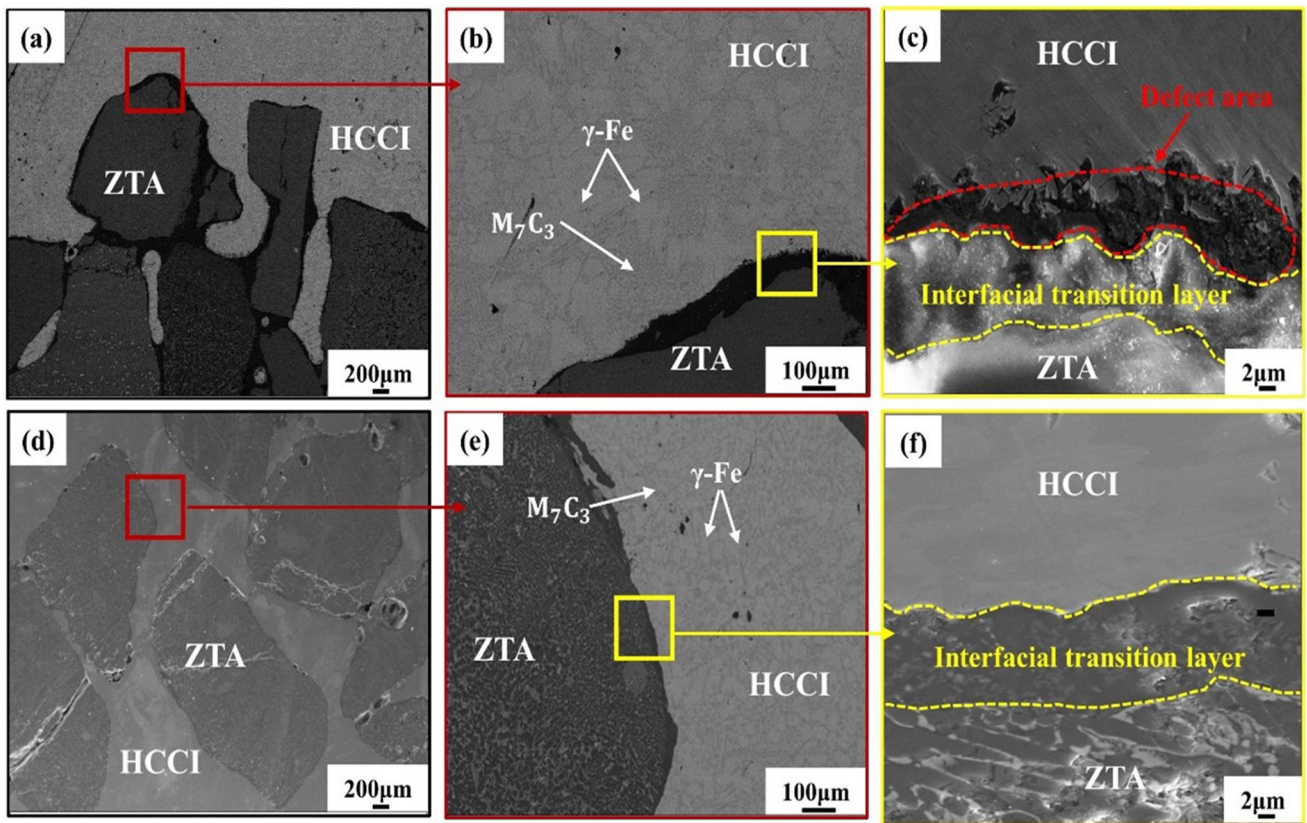 (a)
HCCI
ZTA
200μm
(b)
HCCI
γ-Fe
M₇C₃
ZTA
100μm
(c)
HCCI
Defect area
Interfacial transition layer
ZTA
2μm
(d)
ZTA
HCCI
200μm
(e)
γ-Fe
M₇C₃
ZTA
HCCI
100μm
(f)
HCCI
Interfacial transition layer
ZTA
2μm